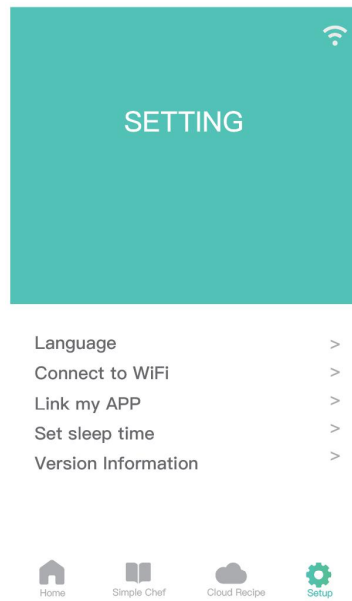 SETTING
Language >
Connect to WiFi >
Link my APP >
Set sleep time >
Version Information >
Home Simple Chef Cloud Recipe Setup